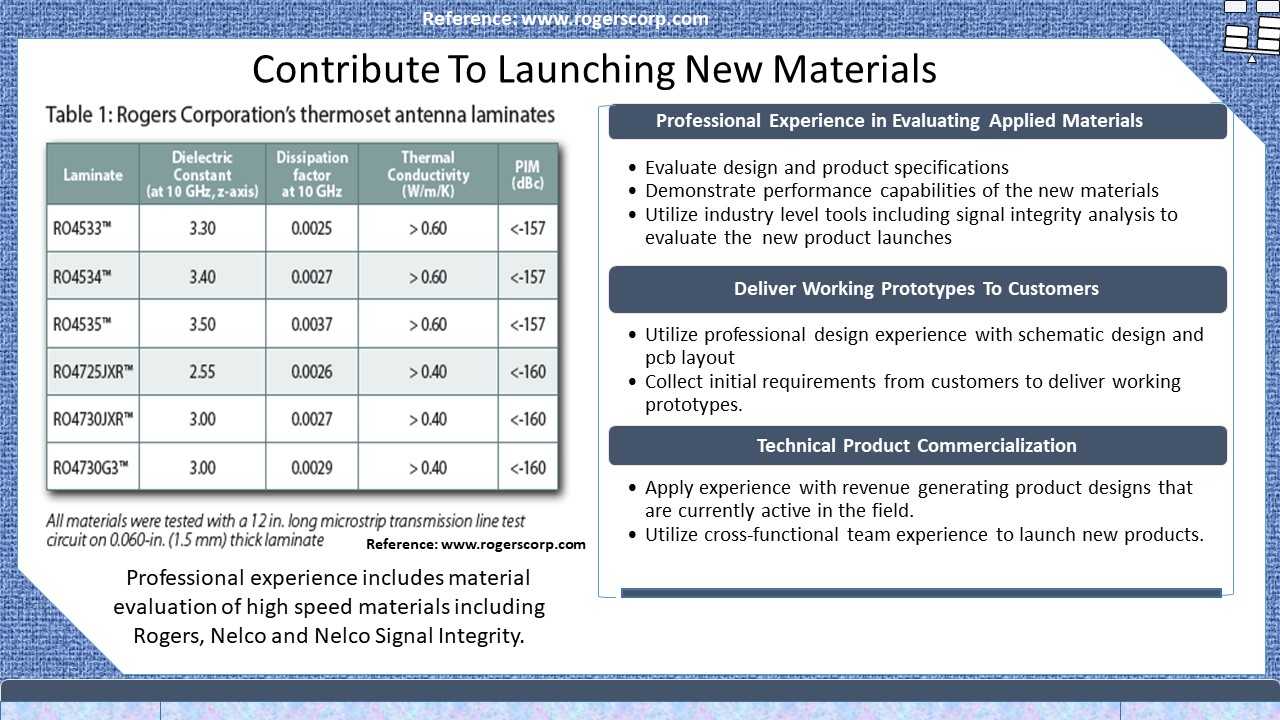 Reference: www.rogerscorp.com
Contribute To Launching New Materials
Table 1: Rogers Corporation's thermoset antenna laminates
Laminate Dielectric Constant (at 10 GHz, z-axis) Dissipation factor at 10 GHz Thermal Conductivity (W/m/K) PIM (dBc)
RO4533™ 3.30 0.0025 > 0.60 <-157
RO4534™ 3.40 0.0027 > 0.60 <-157
RO4535™ 3.50 0.0037 > 0.60 <-157
RO4725JXR™ 2.55 0.0026 > 0.40 <-160
RO4730JXR™ 3.00 0.0027 > 0.40 <-160
RO4730G3™ 3.00 0.0029 > 0.40 <-160
All materials were tested with a 12 in. long microstrip transmission line test
circuit on 0.060-in. (1.5 mm) thick laminate
Reference: www.rogerscorp.com
Professional experience includes material
evaluation of high speed materials including
Rogers, Nelco and Nelco Signal Integrity.
Professional Experience in Evaluating Applied Materials
• Evaluate design and product specifications
• Demonstrate performance capabilities of the new materials
• Utilize industry level tools including signal integrity analysis to
evaluate the new product launches
Deliver Working Prototypes To Customers
• Utilize professional design experience with schematic design and
pcb layout
• Collect initial requirements from customers to deliver working
prototypes.
Technical Product Commercialization
• Apply experience with revenue generating product designs that
are currently active in the field.
• Utilize cross-functional team experience to launch new products.